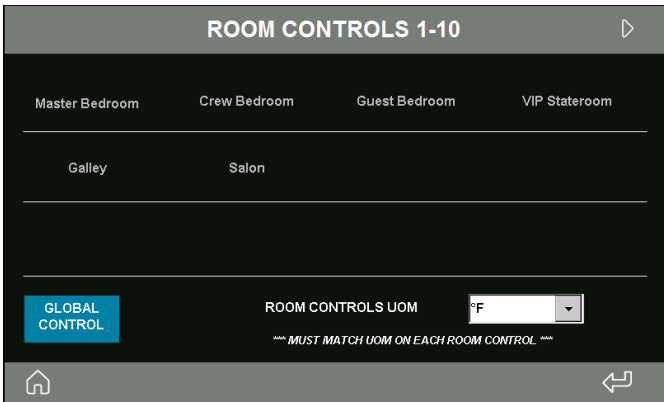 ROOM CONTROLS 1-10
Master Bedroom Crew Bedroom Guest Bedroom VIP Stateroom
Galley Salon
GLOBAL CONTROL
ROOM CONTROLS UOM °F
*** MUST MATCH UOM ON EACH ROOM CONTROL ***